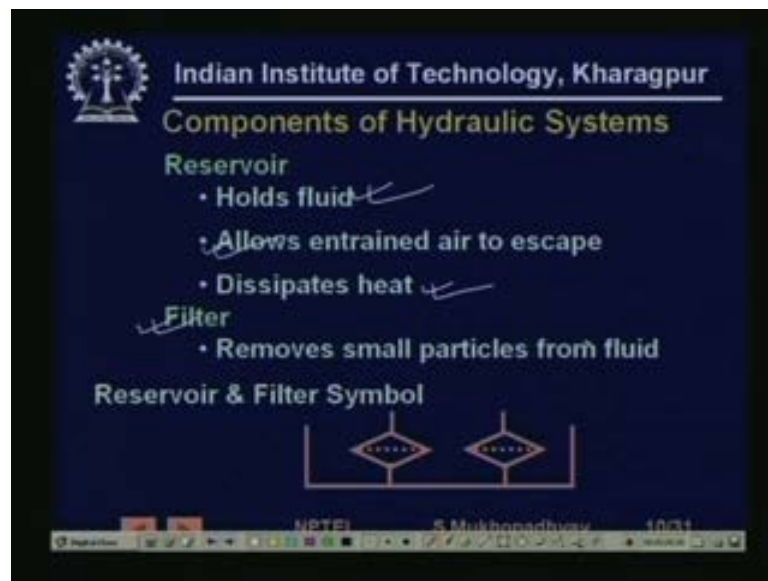 Indian Institute of Technology, Kharagpur
Components of Hydraulic Systems
Reservoir
• Holds fluid
• Allows entrained air to escape
• Dissipates heat
Filter
• Removes small particles from fluid
Reservoir & Filter Symbol
NPTEL S.Mukhopadhyay 10/31